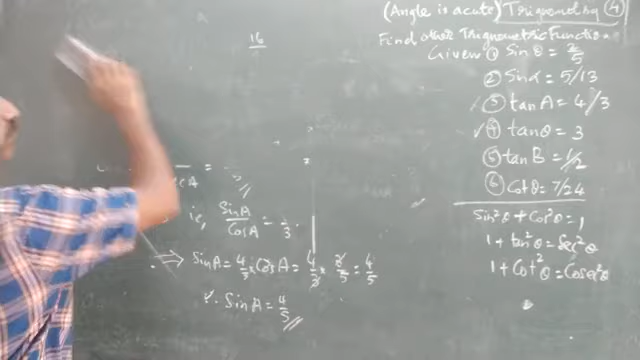 (Angle is acute) Trigonometry ④
Find other Trigonometric Function
Given ① Sin θ = 2/5
② Sin α = 5/13
③ tan A = 4/3
④ tan θ = 3
⑤ tan B = 1/2
⑥ Cot θ = 7/24
Sin²θ + Cos²θ = 1
1 + tan²θ = Sec²θ
1 + Cot²θ = Cosec²θ
16
ie, SinA/CosA = /3
⇒ SinA = 4/3 × CosA = 4/3 × 3/5 = 4/5
∴ SinA = 4/5